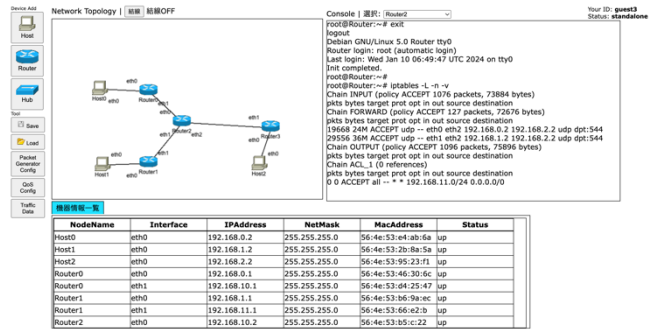 Device Add
Host
Router
Hub
Tool
Save
Load
Packet
Generator
Config
QoS
Config
Traffic
Data
Network Topology | 結線 結線OFF
eth0
Host0 eth0
Router0
eth1
eth0
Router2
eth1
eth2
eth1
Router3
eth0
eth0
eth1
Host1
eth0
Router1
Host2
Console | 選択: Router2
Your ID: guest3
Status: standalone
root@Router:~# exit
logout
Debian GNU/Linux 5.0 Router tty0
Router login: root (automatic login)
Last login: Wed Jan 10 06:49:47 UTC 2024 on tty0
Init completed.
root@Router:~#
root@Router:~# iptables -L -n -v
Chain INPUT (policy ACCEPT 1076 packets, 73884 bytes)
pkts bytes target prot opt in out source destination
Chain FORWARD (policy ACCEPT 127 packets, 72676 bytes)
pkts bytes target prot opt in out source destination
19668 24M ACCEPT udp -- eth0 eth2 192.168.0.2 192.168.2.2 udp dpt:544
29556 36M ACCEPT udp -- eth1 eth2 192.168.1.2 192.168.2.2 udp dpt:544
Chain OUTPUT (policy ACCEPT 1096 packets, 75896 bytes)
pkts bytes target prot opt in out source destination
Chain ACL_1 (0 references)
pkts bytes target prot opt in out source destination
0 0 ACCEPT all -- * * 192.168.11.0/24 0.0.0.0/0
機器情報一覧
NodeName Interface IPAddress NetMask MacAddress Status
Host0 eth0 192.168.0.2 255.255.255.0 56:4e:53:e4:ab:6a up
Host1 eth0 192.168.1.2 255.255.255.0 56:4e:53:2b:8a:5a up
Host2 eth0 192.168.2.2 255.255.255.0 56:4e:53:95:23:f1 up
Router0 eth0 192.168.0.1 255.255.255.0 56:4e:53:46:30:6c up
Router0 eth1 192.168.10.1 255.255.255.0 56:4e:53:d4:25:47 up
Router1 eth0 192.168.1.1 255.255.255.0 56:4e:53:b6:9a:ec up
Router1 eth1 192.168.11.1 255.255.255.0 56:4e:53:66:e2:b up
Router2 eth0 192.168.10.2 255.255.255.0 56:4e:53:b5:c:22 up